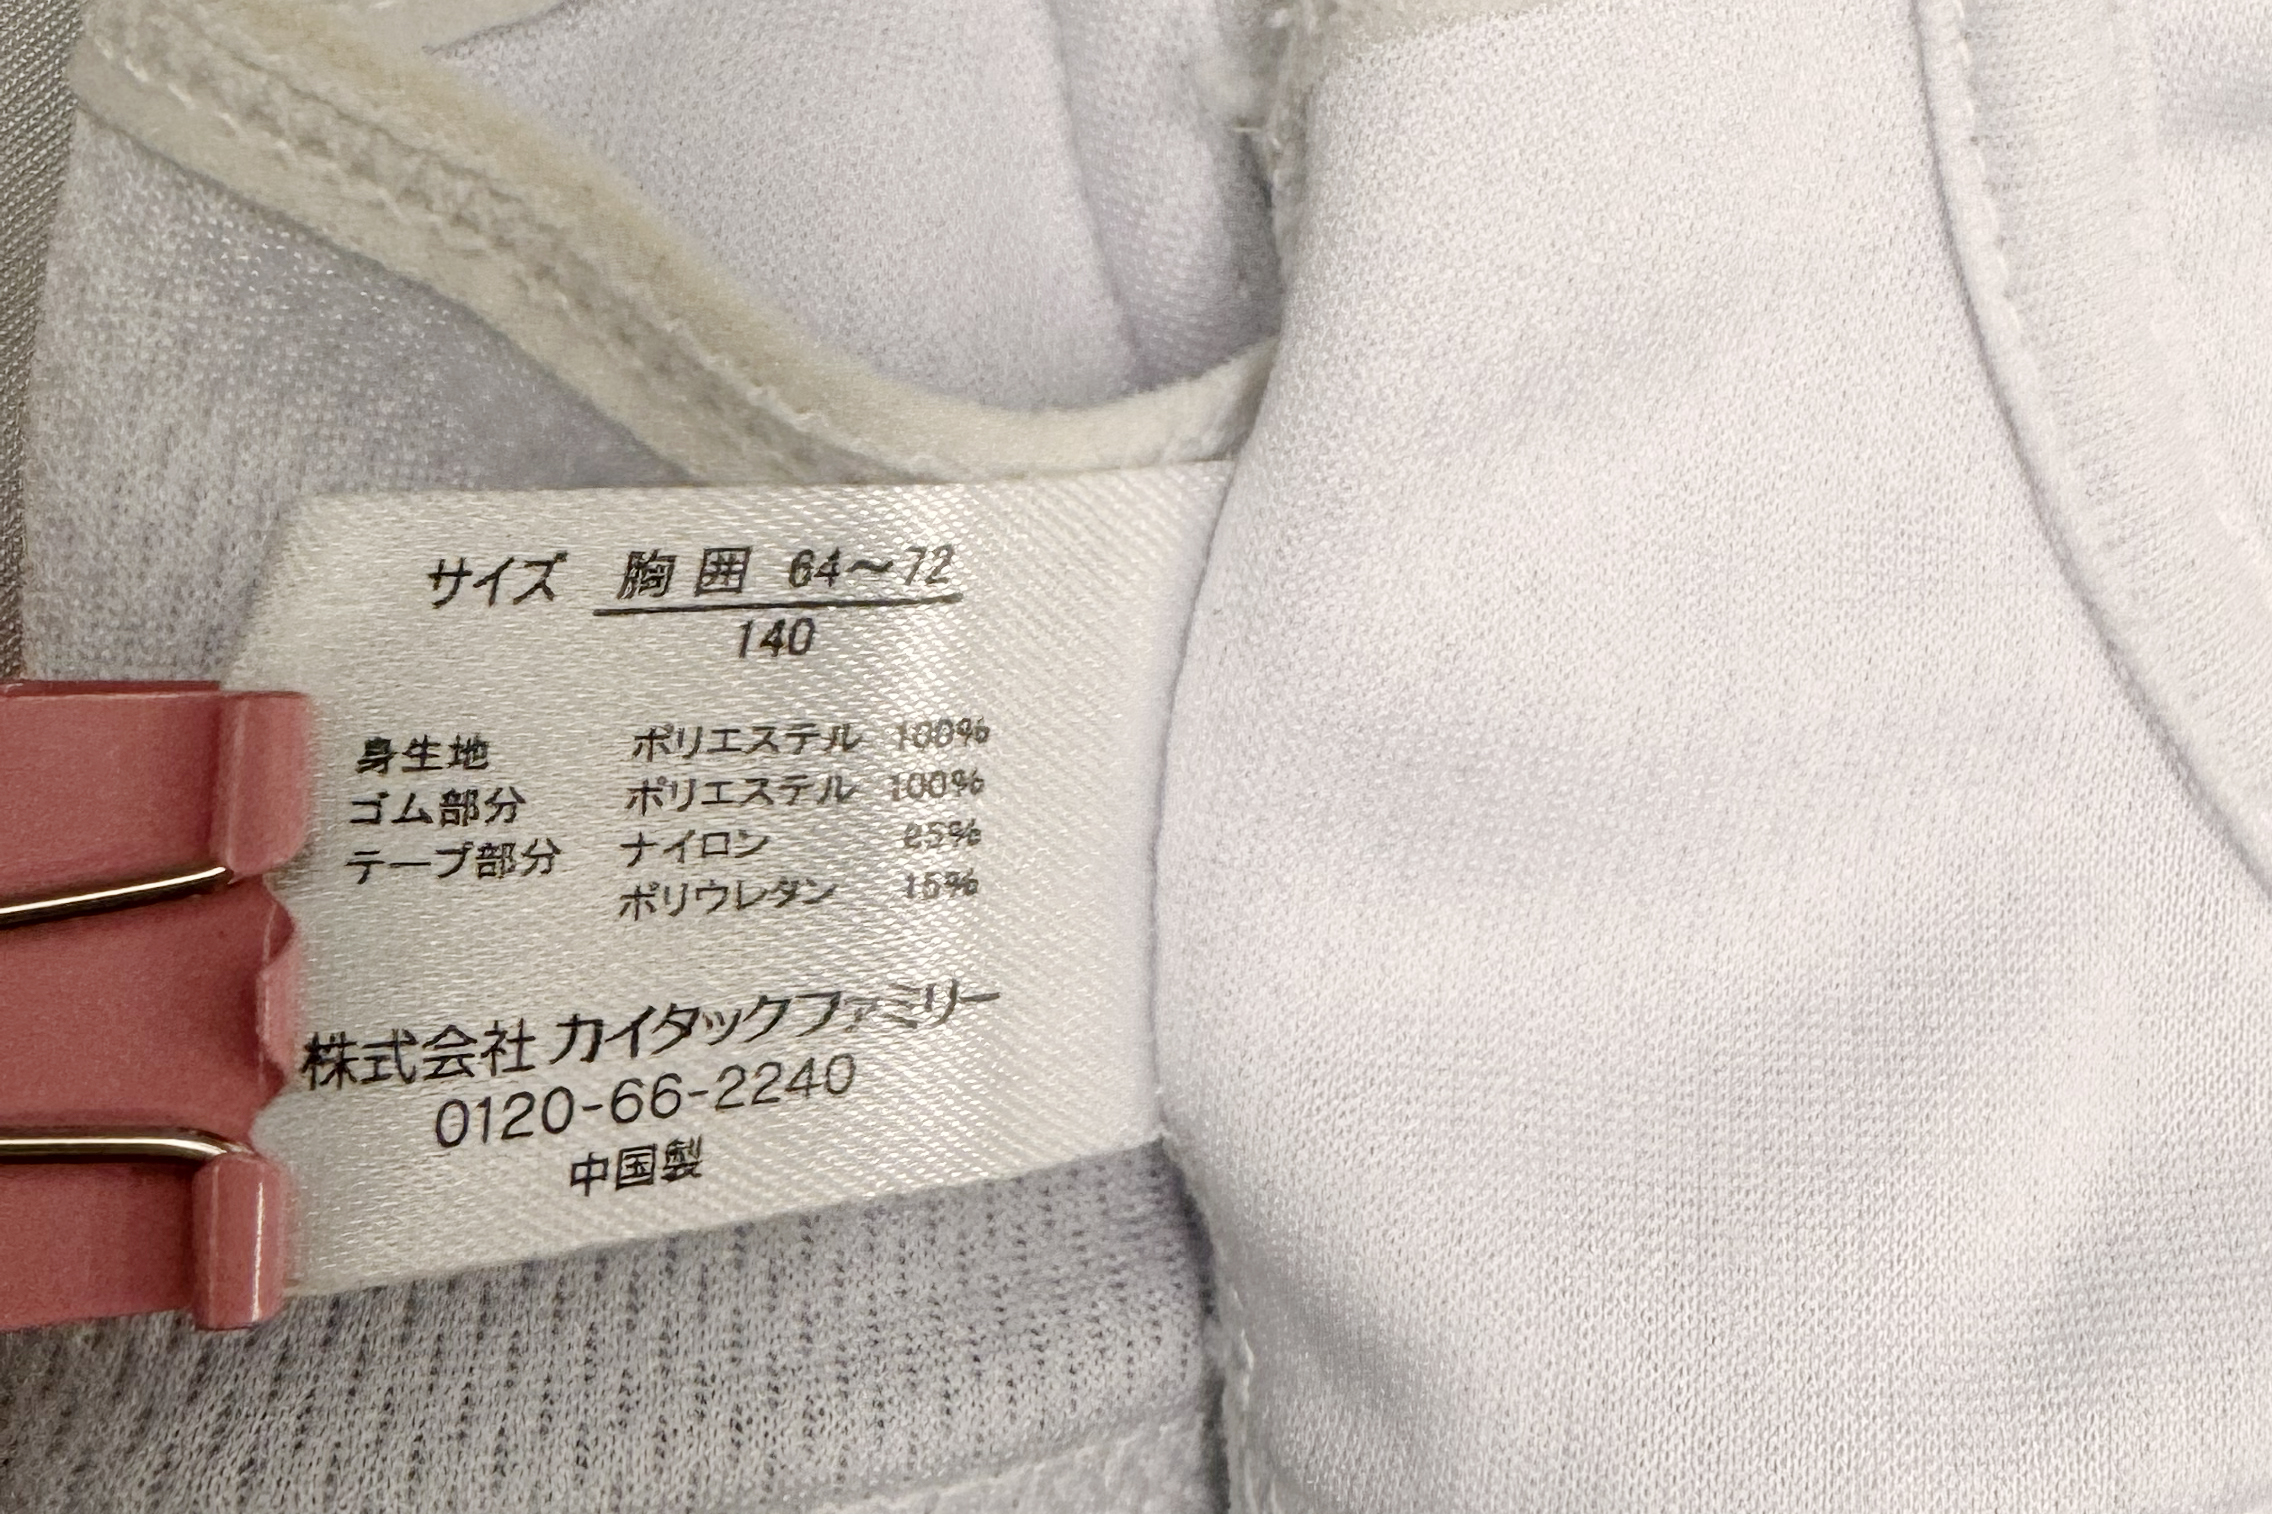 サイズ 胸囲 64〜72
140
身生地 ポリエステル 100%
ゴム部分 ポリエステル 100%
テープ部分 ナイロン
ポリウレタン 15%
株式会社 カイタックファミリー
0120-66-2240
中国製